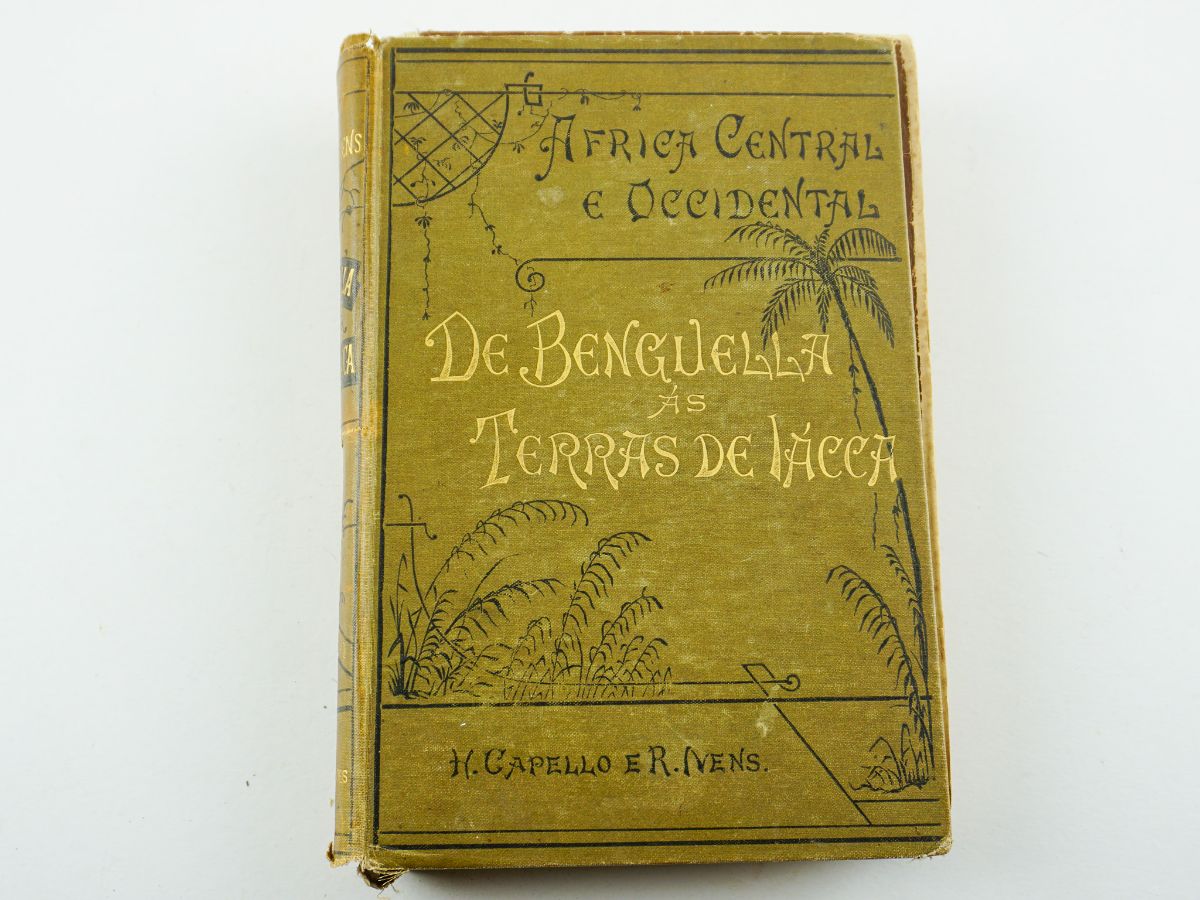 AFRICA CENTRAL
E OCCIDENTAL
DE BENGUELLA
ÁS
TERRAS DE IÁCCA
H. CAPELLO E R. IVENS.